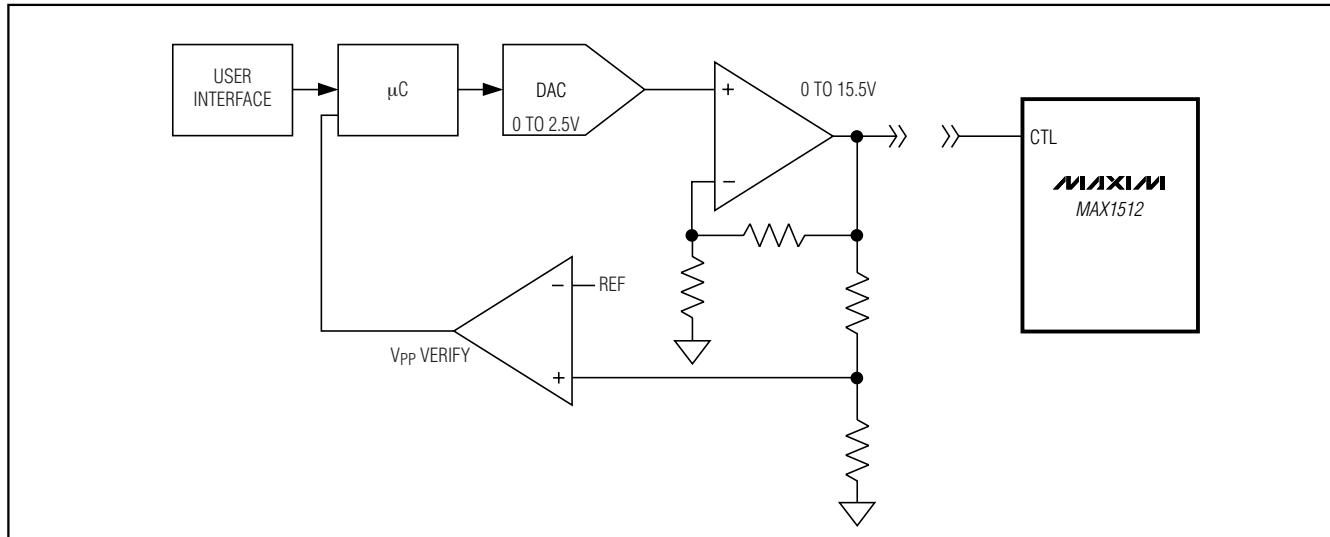 USER
INTERFACE
μC
DAC
0 TO 2.5V
+
−
0 TO 15.5V
CTL
MAXIM
MAX1512
− REF
VPP VERIFY
+